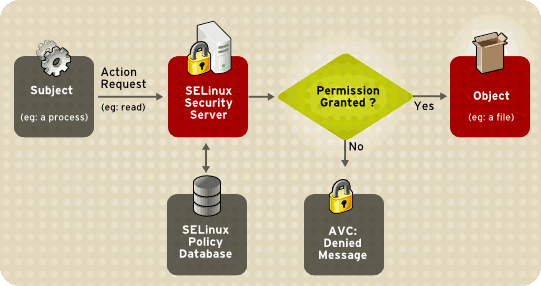 Subject
(eg: a process)
Action
Request
(eg: read)
SELinux
Security
Server
Permission
Granted ?
Yes
Object
(eg: a file)
No
SELinux
Policy
Database
AVC:
Denied
Message